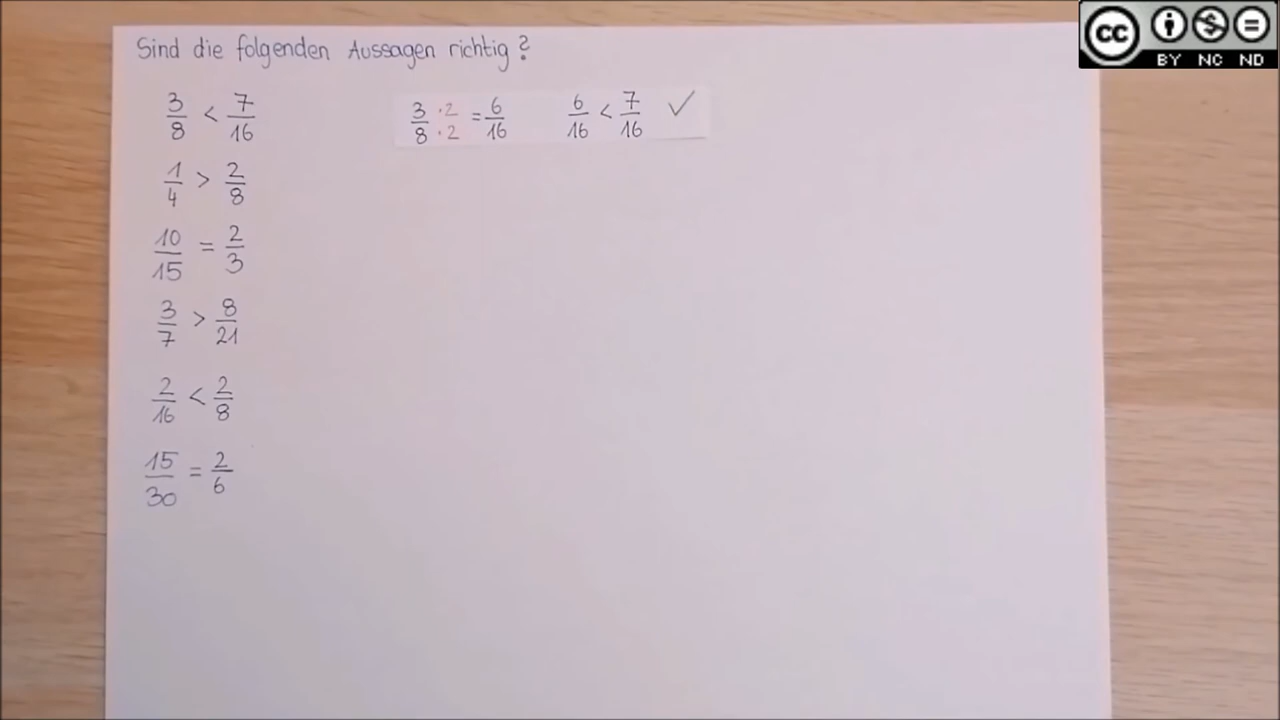 Sind die folgenden Aussagen richtig?
3/8 < 7/16
3/8 ·2/·2 = 6/16
6/16 < 7/16 ✓
1/4 > 2/8
10/15 = 2/3
3/7 > 8/21
2/16 < 2/8
15/30 = 2/6
cc
BY NC ND